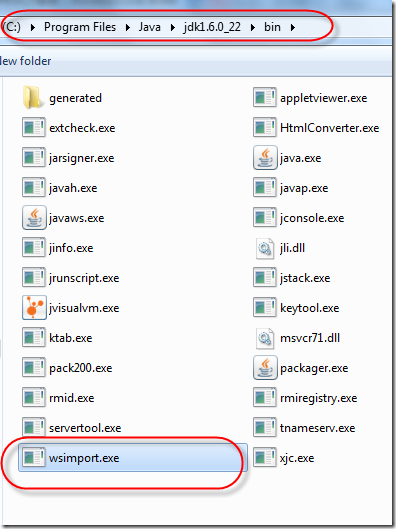 (C:) Program Files Java jdk1.6.0_22 bin
New folder
generated appletviewer.exe
extcheck.exe HtmlConverter.exe
jarsigner.exe java.exe
javah.exe javap.exe
javaws.exe jconsole.exe
jinfo.exe jli.dll
jrunscript.exe jstack.exe
jvisualvm.exe keytool.exe
ktab.exe msvcr71.dll
pack200.exe packager.exe
rmid.exe rmiregistry.exe
servertool.exe tnameserv.exe
wsimport.exe xjc.exe